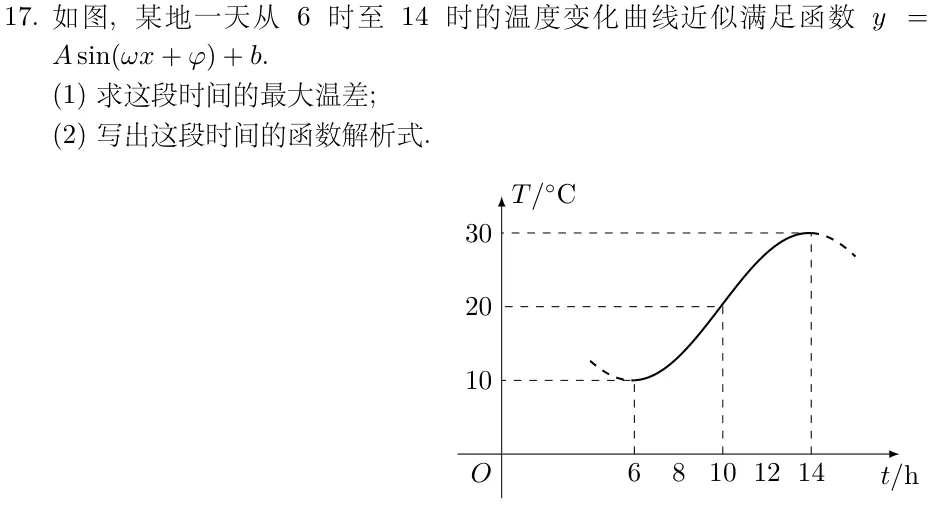 17. 如图, 某地一天从 6 时至 14 时的温度变化曲线近似满足函数 y =
A sin(ωx + φ) + b.
(1) 求这段时间的最大温差;
(2) 写出这段时间的函数解析式.
T/°C
30
20
10
O 6 8 10 12 14 t/h